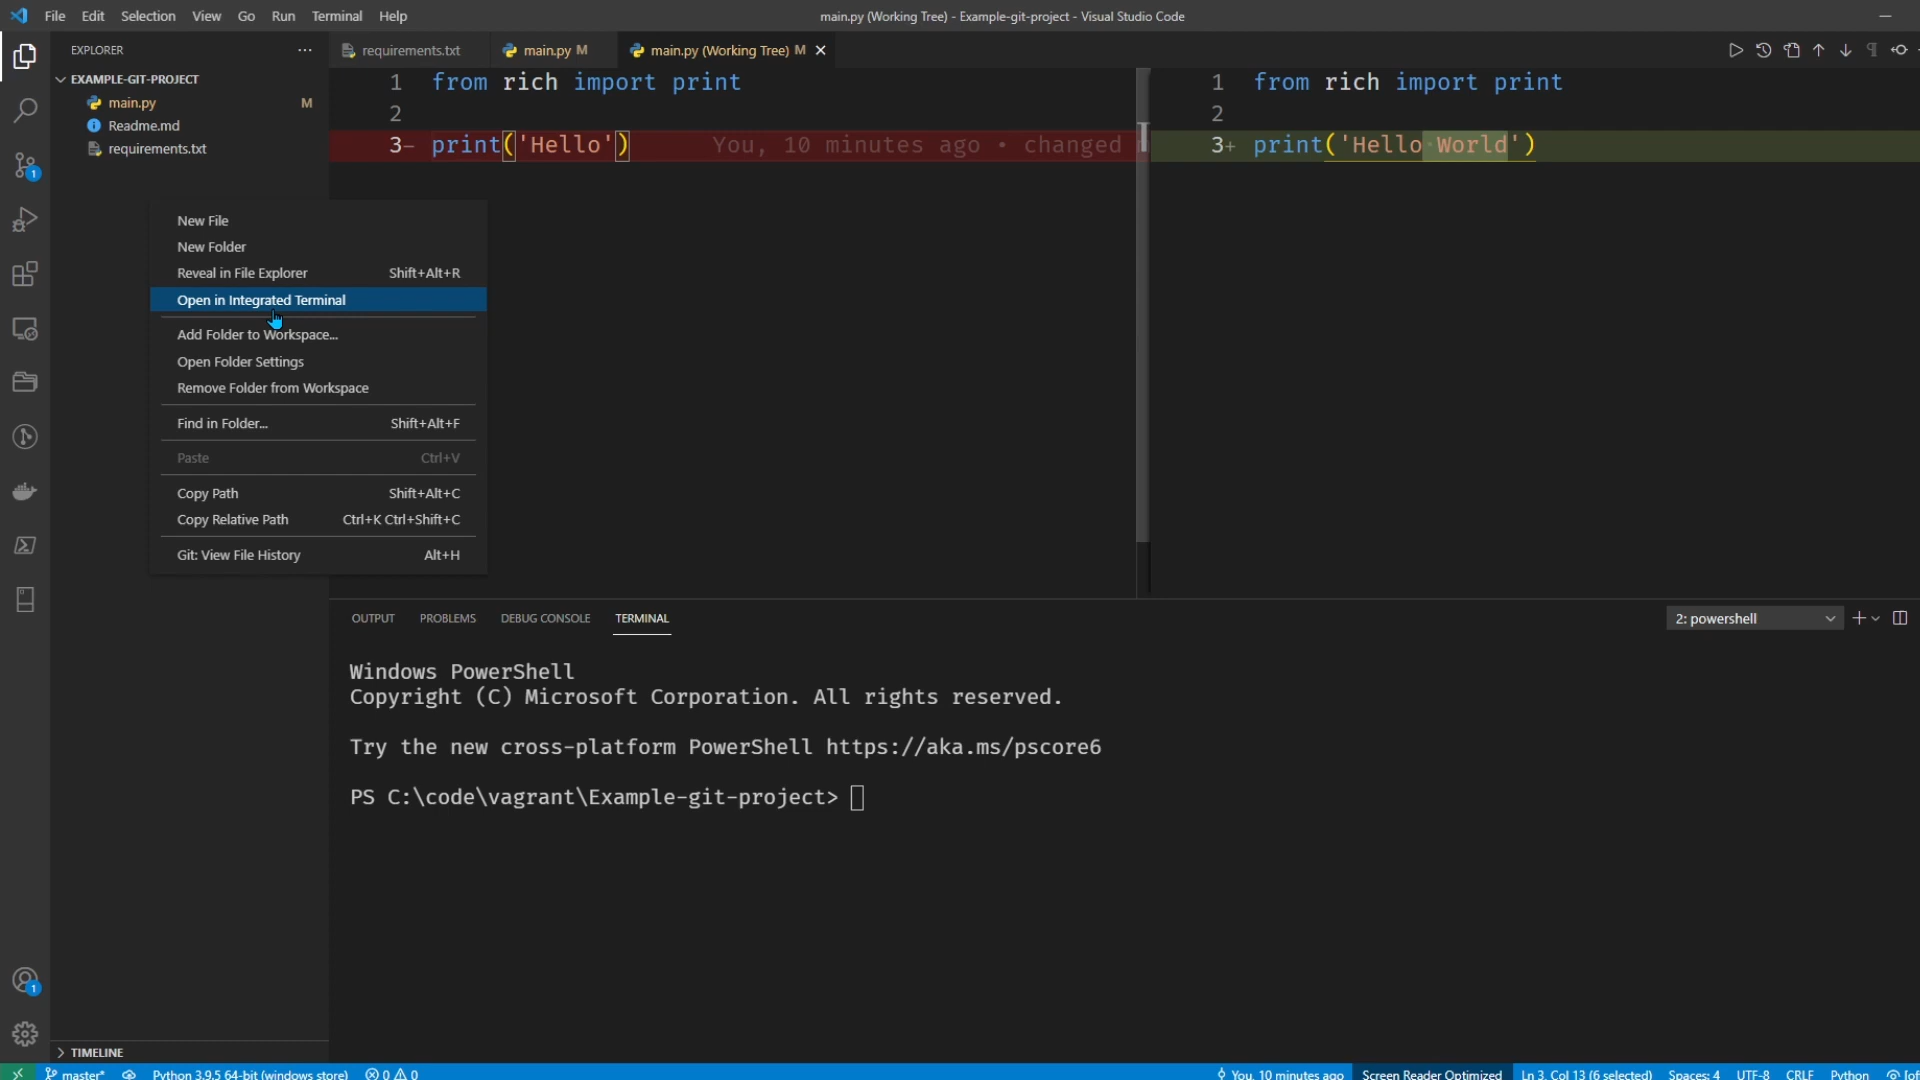 File Edit Selection View Go Run Terminal Help
main.py (Working Tree) - Example-git-project - Visual Studio Code
EXPLORER
requirements.txt
main.py M
main.py (Working Tree) M
EXAMPLE-GIT-PROJECT
main.py M
Readme.md
requirements.txt
1
1 from rich import print
2
3− print('Hello') You, 10 minutes ago • changed
1 from rich import print
2
3+ print('Hello·World')
New File
New Folder
Reveal in File Explorer Shift+Alt+R
Open in Integrated Terminal
Add Folder to Workspace...
Open Folder Settings
Remove Folder from Workspace
Find in Folder... Shift+Alt+F
Paste Ctrl+V
Copy Path Shift+Alt+C
Copy Relative Path Ctrl+K Ctrl+Shift+C
Git: View File History Alt+H
OUTPUT PROBLEMS DEBUG CONSOLE TERMINAL
2: powershell
Windows PowerShell
Copyright (C) Microsoft Corporation. All rights reserved.
Try the new cross-platform PowerShell https://aka.ms/pscore6
PS C:\code\vagrant\Example-git-project>
1
TIMELINE
master* Python 3.9.5 64-bit (windows store) 0 0
You, 10 minutes ago Screen Reader Optimized Ln 3, Col 13 (6 selected) Spaces: 4 UTF-8 CRLF Python